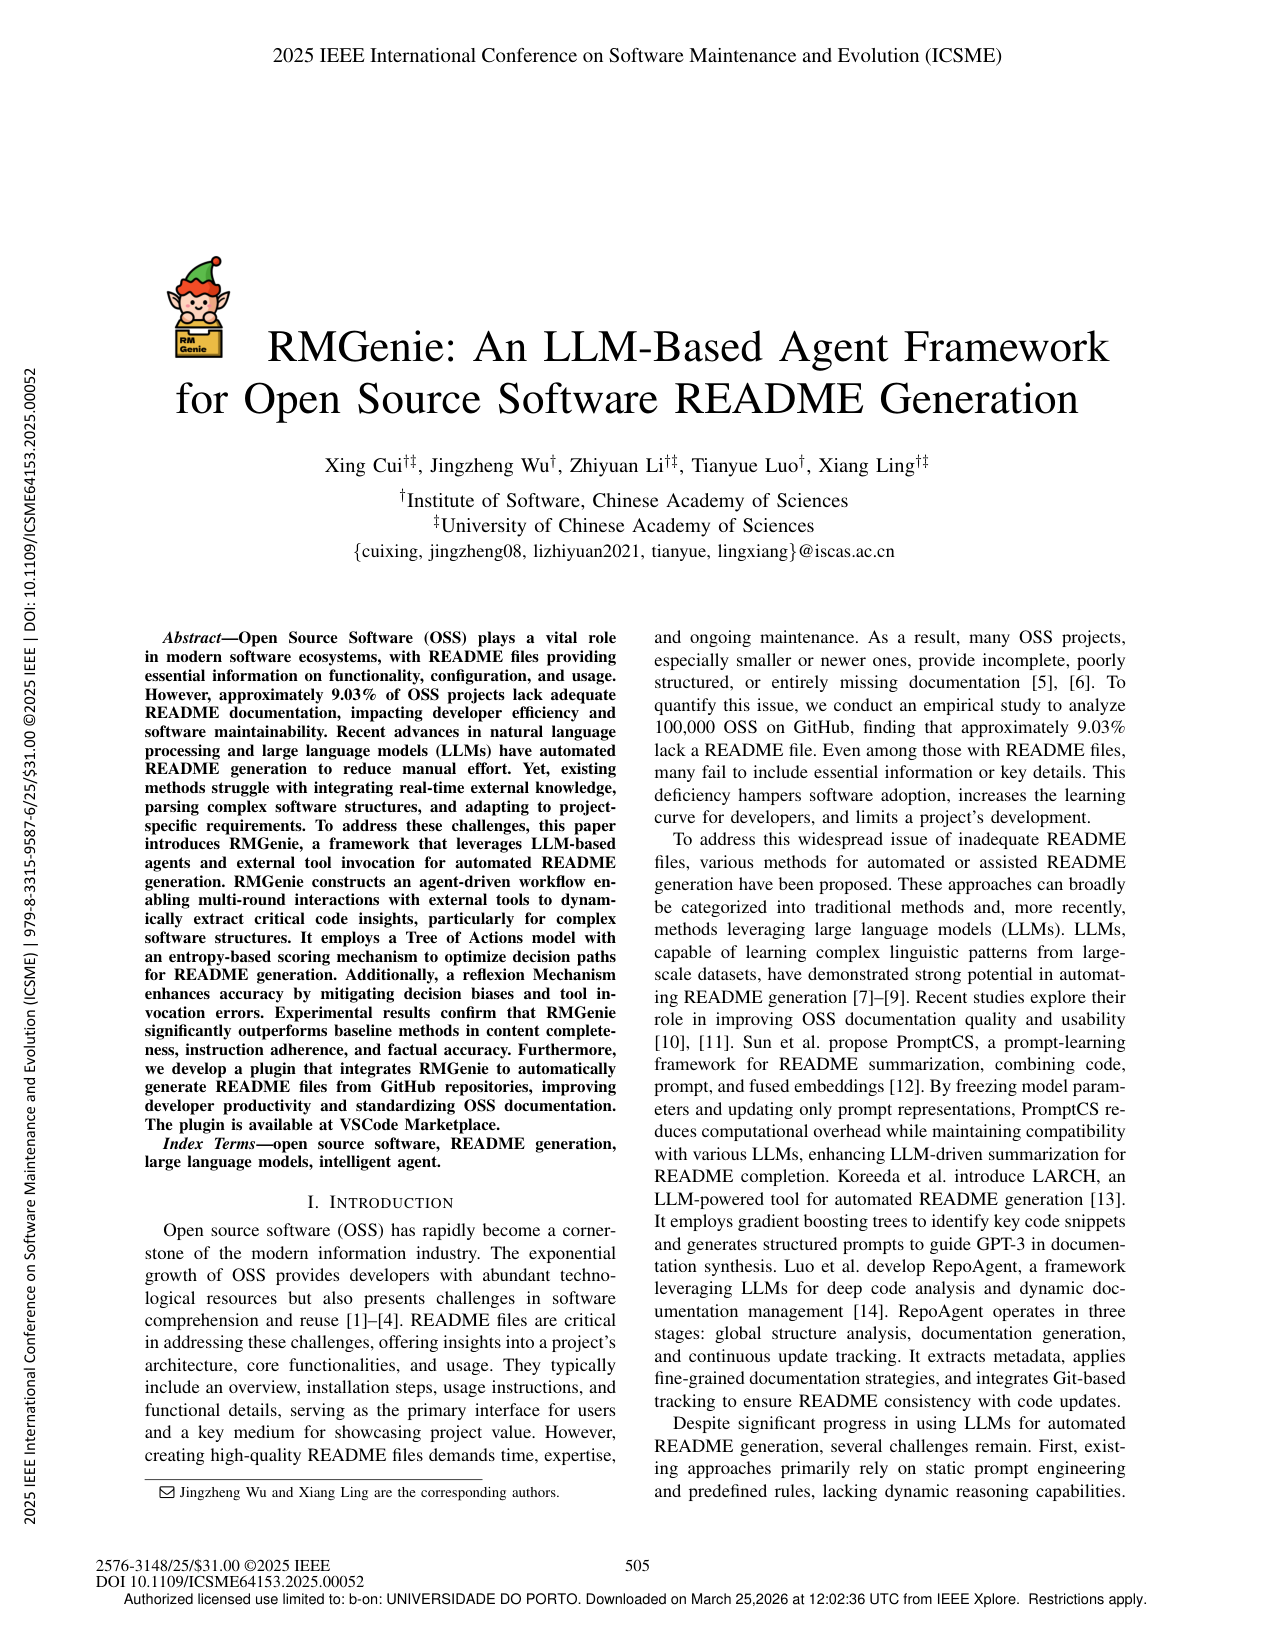 2025 IEEE International Conference on Software Maintenance and Evolution (ICSME)
2025 IEEE International Conference on Software Maintenance and Evolution (ICSME) | 979-8-3315-9587-6/25/$31.00 ©2025 IEEE | DOI: 10.1109/ICSME64153.2025.00052
RM
Genie
RMGenie: An LLM-Based Agent Framework
for Open Source Software README Generation
Xing Cui†‡, Jingzheng Wu†, Zhiyuan Li†‡, Tianyue Luo†, Xiang Ling†‡
†Institute of Software, Chinese Academy of Sciences
‡University of Chinese Academy of Sciences
{cuixing, jingzheng08, lizhiyuan2021, tianyue, lingxiang}@iscas.ac.cn
Abstract—Open Source Software (OSS) plays a vital role
in modern software ecosystems, with README files providing
essential information on functionality, configuration, and usage.
However, approximately 9.03% of OSS projects lack adequate
README documentation, impacting developer efficiency and
software maintainability. Recent advances in natural language
processing and large language models (LLMs) have automated
README generation to reduce manual effort. Yet, existing
methods struggle with integrating real-time external knowledge,
parsing complex software structures, and adapting to project-
specific requirements. To address these challenges, this paper
introduces RMGenie, a framework that leverages LLM-based
agents and external tool invocation for automated README
generation. RMGenie constructs an agent-driven workflow en-
abling multi-round interactions with external tools to dynam-
ically extract critical code insights, particularly for complex
software structures. It employs a Tree of Actions model with
an entropy-based scoring mechanism to optimize decision paths
for README generation. Additionally, a reflexion Mechanism
enhances accuracy by mitigating decision biases and tool in-
vocation errors. Experimental results confirm that RMGenie
significantly outperforms baseline methods in content complete-
ness, instruction adherence, and factual accuracy. Furthermore,
we develop a plugin that integrates RMGenie to automatically
generate README files from GitHub repositories, improving
developer productivity and standardizing OSS documentation.
The plugin is available at VSCode Marketplace.
Index Terms—open source software, README generation,
large language models, intelligent agent.
I. INTRODUCTION
Open source software (OSS) has rapidly become a corner-
stone of the modern information industry. The exponential
growth of OSS provides developers with abundant techno-
logical resources but also presents challenges in software
comprehension and reuse [1]–[4]. README files are critical
in addressing these challenges, offering insights into a project's
architecture, core functionalities, and usage. They typically
include an overview, installation steps, usage instructions, and
functional details, serving as the primary interface for users
and a key medium for showcasing project value. However,
creating high-quality README files demands time, expertise,
✉ Jingzheng Wu and Xiang Ling are the corresponding authors.
and ongoing maintenance. As a result, many OSS projects,
especially smaller or newer ones, provide incomplete, poorly
structured, or entirely missing documentation [5], [6]. To
quantify this issue, we conduct an empirical study to analyze
100,000 OSS on GitHub, finding that approximately 9.03%
lack a README file. Even among those with README files,
many fail to include essential information or key details. This
deficiency hampers software adoption, increases the learning
curve for developers, and limits a project's development.
To address this widespread issue of inadequate README
files, various methods for automated or assisted README
generation have been proposed. These approaches can broadly
be categorized into traditional methods and, more recently,
methods leveraging large language models (LLMs). LLMs,
capable of learning complex linguistic patterns from large-
scale datasets, have demonstrated strong potential in automat-
ing README generation [7]–[9]. Recent studies explore their
role in improving OSS documentation quality and usability
[10], [11]. Sun et al. propose PromptCS, a prompt-learning
framework for README summarization, combining code,
prompt, and fused embeddings [12]. By freezing model param-
eters and updating only prompt representations, PromptCS re-
duces computational overhead while maintaining compatibility
with various LLMs, enhancing LLM-driven summarization for
README completion. Koreeda et al. introduce LARCH, an
LLM-powered tool for automated README generation [13].
It employs gradient boosting trees to identify key code snippets
and generates structured prompts to guide GPT-3 in documen-
tation synthesis. Luo et al. develop RepoAgent, a framework
leveraging LLMs for deep code analysis and dynamic doc-
umentation management [14]. RepoAgent operates in three
stages: global structure analysis, documentation generation,
and continuous update tracking. It extracts metadata, applies
fine-grained documentation strategies, and integrates Git-based
tracking to ensure README consistency with code updates.
Despite significant progress in using LLMs for automated
README generation, several challenges remain. First, exist-
ing approaches primarily rely on static prompt engineering
and predefined rules, lacking dynamic reasoning capabilities.
2576-3148/25/$31.00 ©2025 IEEE
DOI 10.1109/ICSME64153.2025.00052
505
Authorized licensed use limited to: b-on: UNIVERSIDADE DO PORTO. Downloaded on March 25,2026 at 12:02:36 UTC from IEEE Xplore. Restrictions apply.